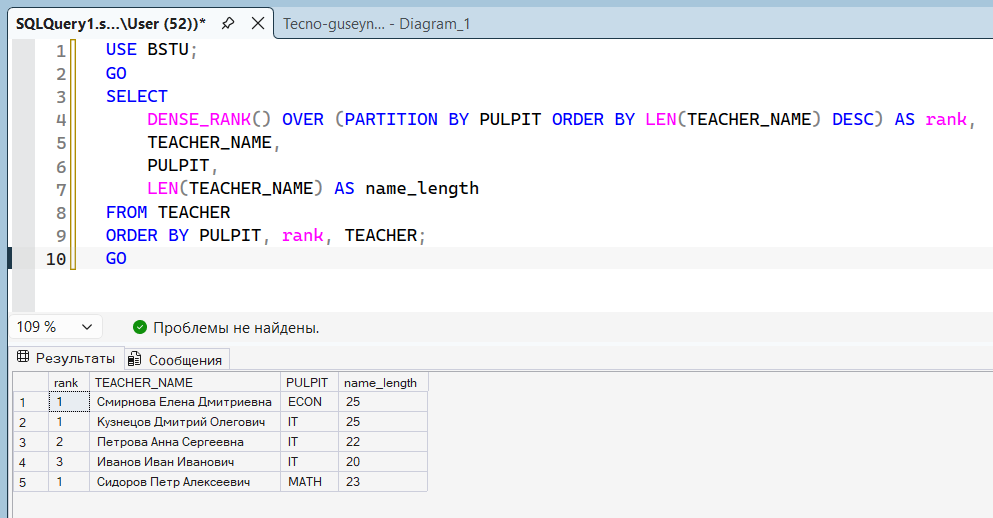 SQLQuery1.s...\User (52))*
Tecno-guseyn... - Diagram_1
1 USE BSTU;
2 GO
3 SELECT
4 DENSE_RANK() OVER (PARTITION BY PULPIT ORDER BY LEN(TEACHER_NAME) DESC) AS rank,
5 TEACHER_NAME,
6 PULPIT,
7 LEN(TEACHER_NAME) AS name_length
8 FROM TEACHER
9 ORDER BY PULPIT, rank, TEACHER;
10 GO
109 % Проблемы не найдены.
Результаты Сообщения
rank TEACHER_NAME PULPIT name_length
1 1 Смирнова Елена Дмитриевна ECON 25
2 1 Кузнецов Дмитрий Олегович IT 25
3 2 Петрова Анна Сергеевна IT 22
4 3 Иванов Иван Иванович IT 20
5 1 Сидоров Петр Алексеевич MATH 23